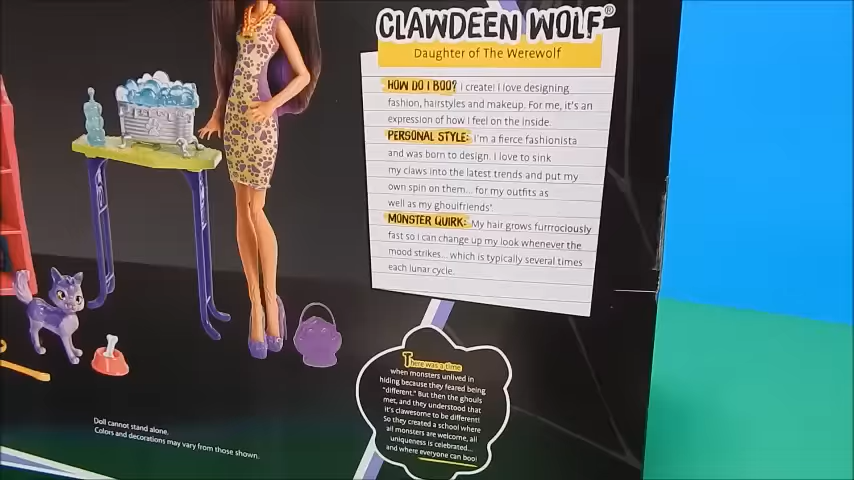 CLAWDEEN WOLF®
Daughter of The Werewolf
HOW DO I BOO? I create! I love designing
fashion, hairstyles and makeup. For me, it's an
expression of how I feel on the inside.
PERSONAL STYLE: I'm a fierce fashionista
and was born to design. I love to sink
my claws into the latest trends and put my
own spin on them... for my outfits as
well as my ghoulfriends'.
MONSTER QUIRK: My hair grows furrrociously
fast so I can change up my look whenever the
mood strikes... which is typically several times
each lunar cycle.
There was a time
when monsters unlived in
hiding because they feared being
"different." But then the ghouls
met, and they understood that
it's clawesome to be different!
So they created a school where
all monsters are welcome, all
uniqueness is celebrated...
and where everyone can boo!
Doll cannot stand alone.
Colors and decorations may vary from those shown.